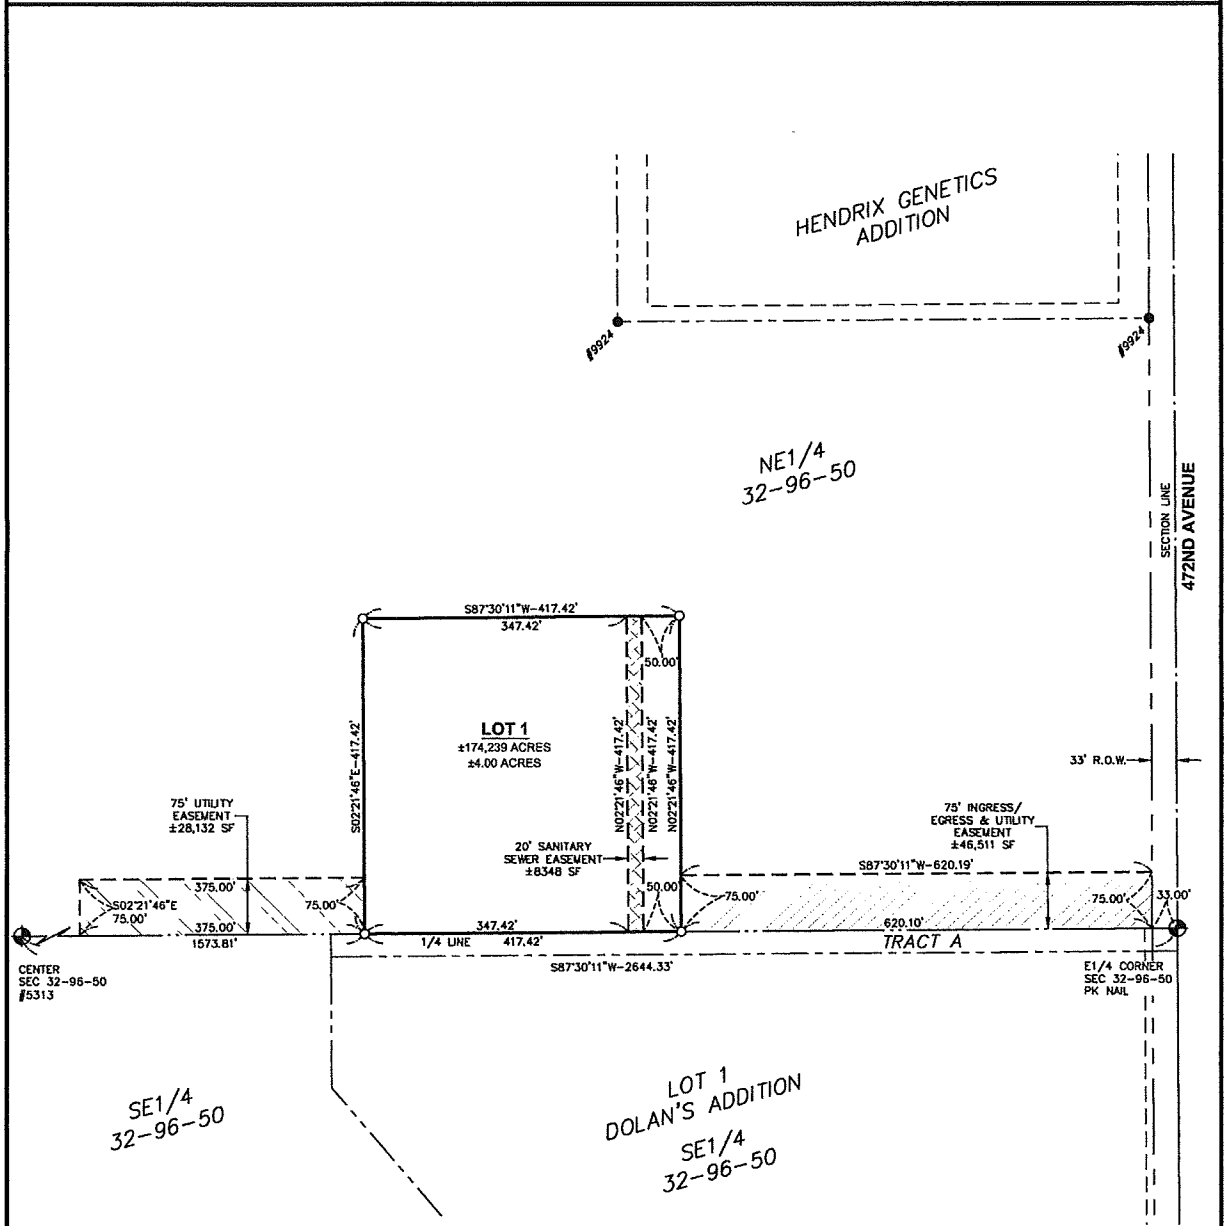 HENDRIX GENETICS
ADDITION
#9924
#9924
NE1/4
32-96-50
SECTION LINE
472ND AVENUE
S87°30'11"W-417.42'
347.42'
50.00'
S02°21'46"E-417.42'
LOT 1
±174,239 ACRES
±4.00 ACRES
N02°21'46"W-417.42'
N02°21'46"W-417.42'
N02°21'46"W-417.42'
33' R.O.W.
75' UTILITY
EASEMENT
±28,132 SF
75' INGRESS/
EGRESS & UTILITY
EASEMENT
±46,511 SF
20' SANITARY
SEWER EASEMENT
±8348 SF
S87°30'11"W-620.19'
375.00'
S02°21'46"E
75.00'
75.00'
50.00'
75.00'
75.00'
33.00'
375.00'
347.42'
620.10'
1573.81'
1/4 LINE
417.42'
TRACT A
S87°30'11"W-2644.33'
CENTER
SEC 32-96-50
#5313
E1/4 CORNER
SEC 32-96-50
PK NAIL
SE1/4
32-96-50
LOT 1
DOLAN'S ADDITION
SE1/4
32-96-50